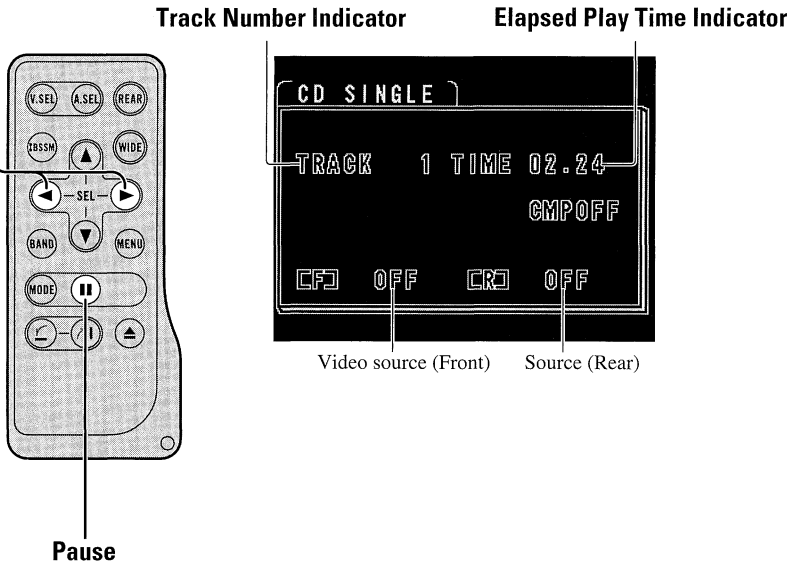 Track Number Indicator
Elapsed Play Time Indicator
V.SEL A.SEL REAR
IBSSM WIDE
SEL
BAND MENU
MODE
CD SINGLE
TRACK 1 TIME 02.24
CMPOFF
[F] OFF [R] OFF
Video source (Front)
Source (Rear)
Pause